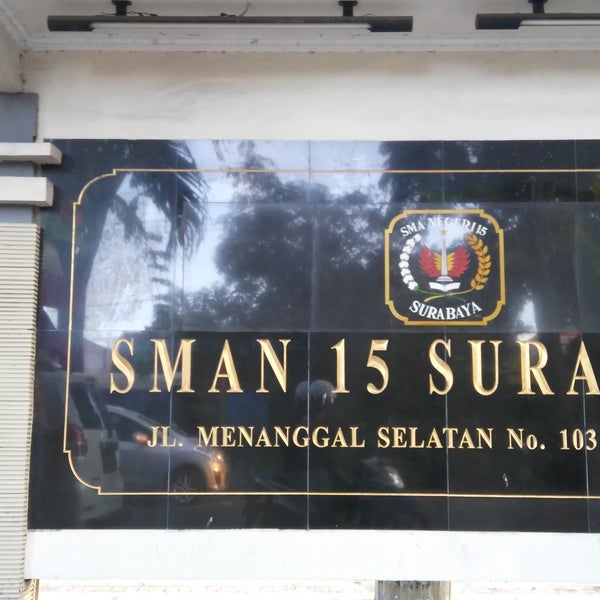 SMA NEGERI 15
SURABAYA
SMAN 15 SURA
JL. MENANGGAL SELATAN No. 103